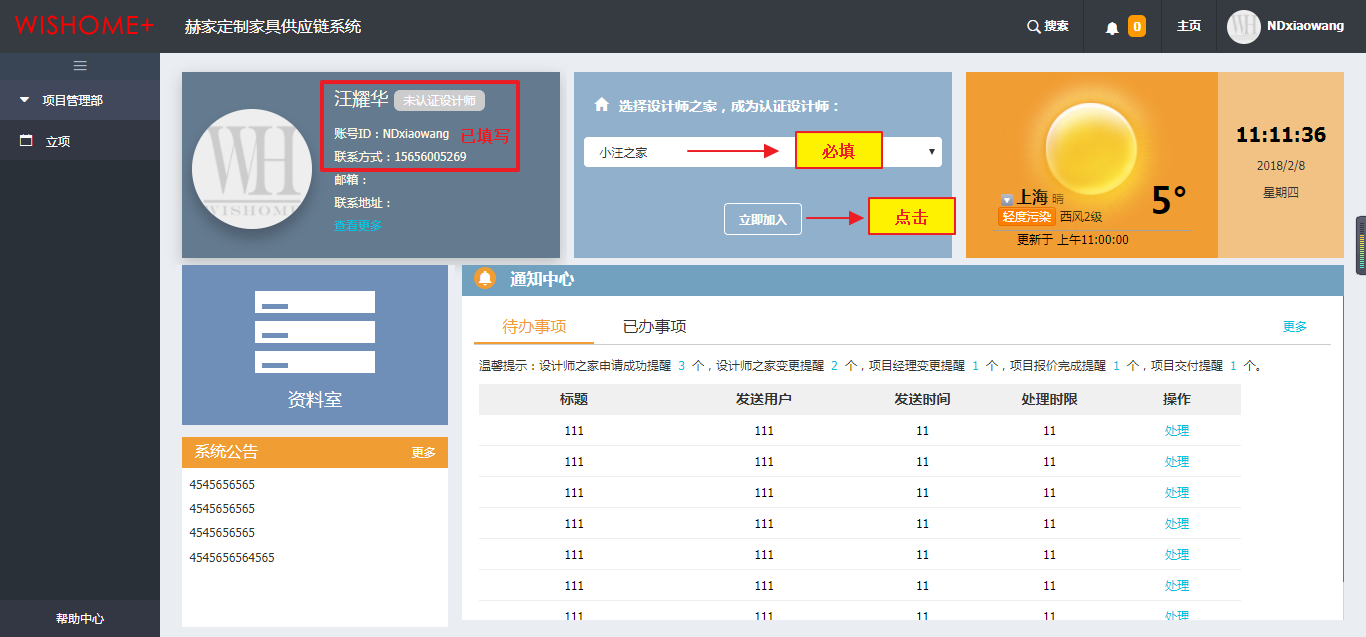 WISHOME+
赫家定制家具供应链系统
搜索
0
主页
NDxiaowang
项目管理部
立项
帮助中心
WH
WISHOME
汪耀华 未认证设计师
账号ID：NDxiaowang
已填写
联系方式：15656005269
邮箱：
联系地址：
查看更多
选择设计师之家，成为认证设计师：
小汪之家
必填
立即加入
点击
上海 晴
轻度污染 西风2级
5°
更新于 上午11:00:00
11:11:36
2018/2/8
星期四
资料室
系统公告 更多
4545656565
4545656565
4545656565
4545656564565
通知中心
待办事项 已办事项 更多
温馨提示：设计师之家申请成功提醒 3 个，设计师之家变更提醒 2 个，项目经理变更提醒 1 个，项目报价完成提醒 1 个，项目交付提醒 1 个。
标题 发送用户 发送时间 处理时限 操作
111 111 11 11 处理
111 111 11 11 处理
111 111 11 11 处理
111 111 11 11 处理
111 111 11 11 处理
111 111 11 11 处理
111 111 11 11 处理